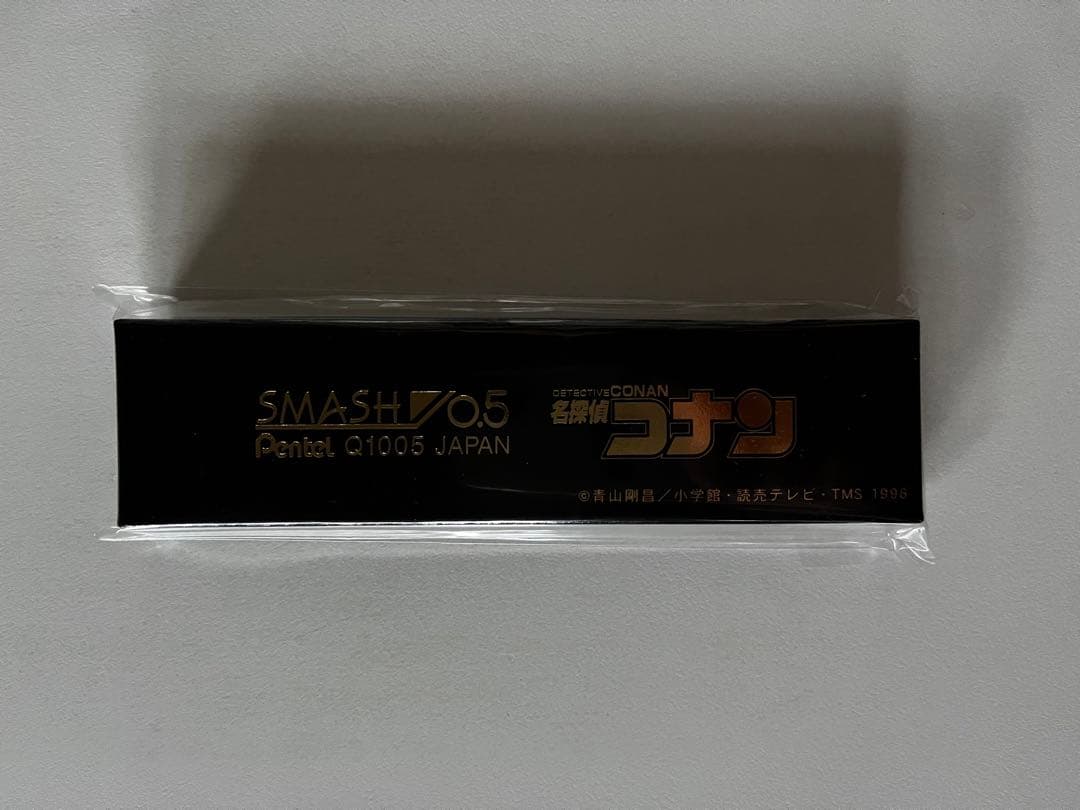 SMASH 0.5
Pentel Q1005 JAPAN
DETECTIVE CONAN
名探偵コナン
©青山剛昌／小学館・読売テレビ・TMS 1996